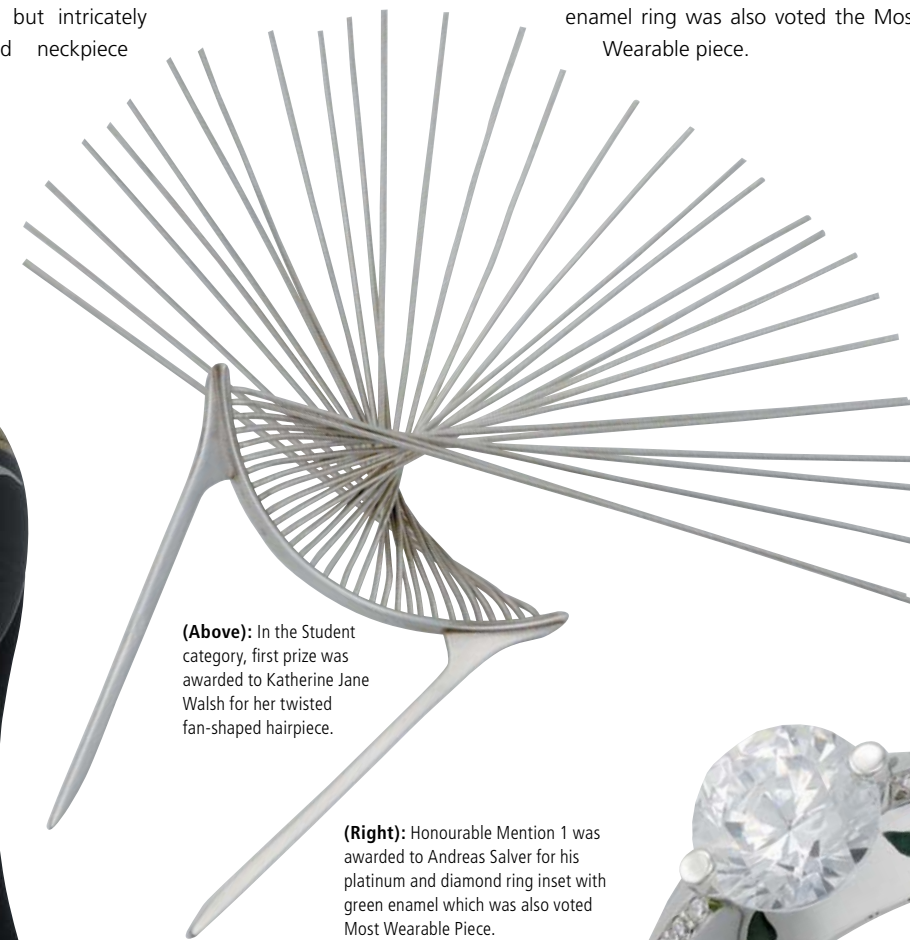 but intricately
d neckpiece
enamel ring was also voted the Mos
Wearable piece.
(Above): In the Student
category, first prize was
awarded to Katherine Jane
Walsh for her twisted
fan-shaped hairpiece.
(Right): Honourable Mention 1 was
awarded to Andreas Salver for his
platinum and diamond ring inset with
green enamel which was also voted
Most Wearable Piece.